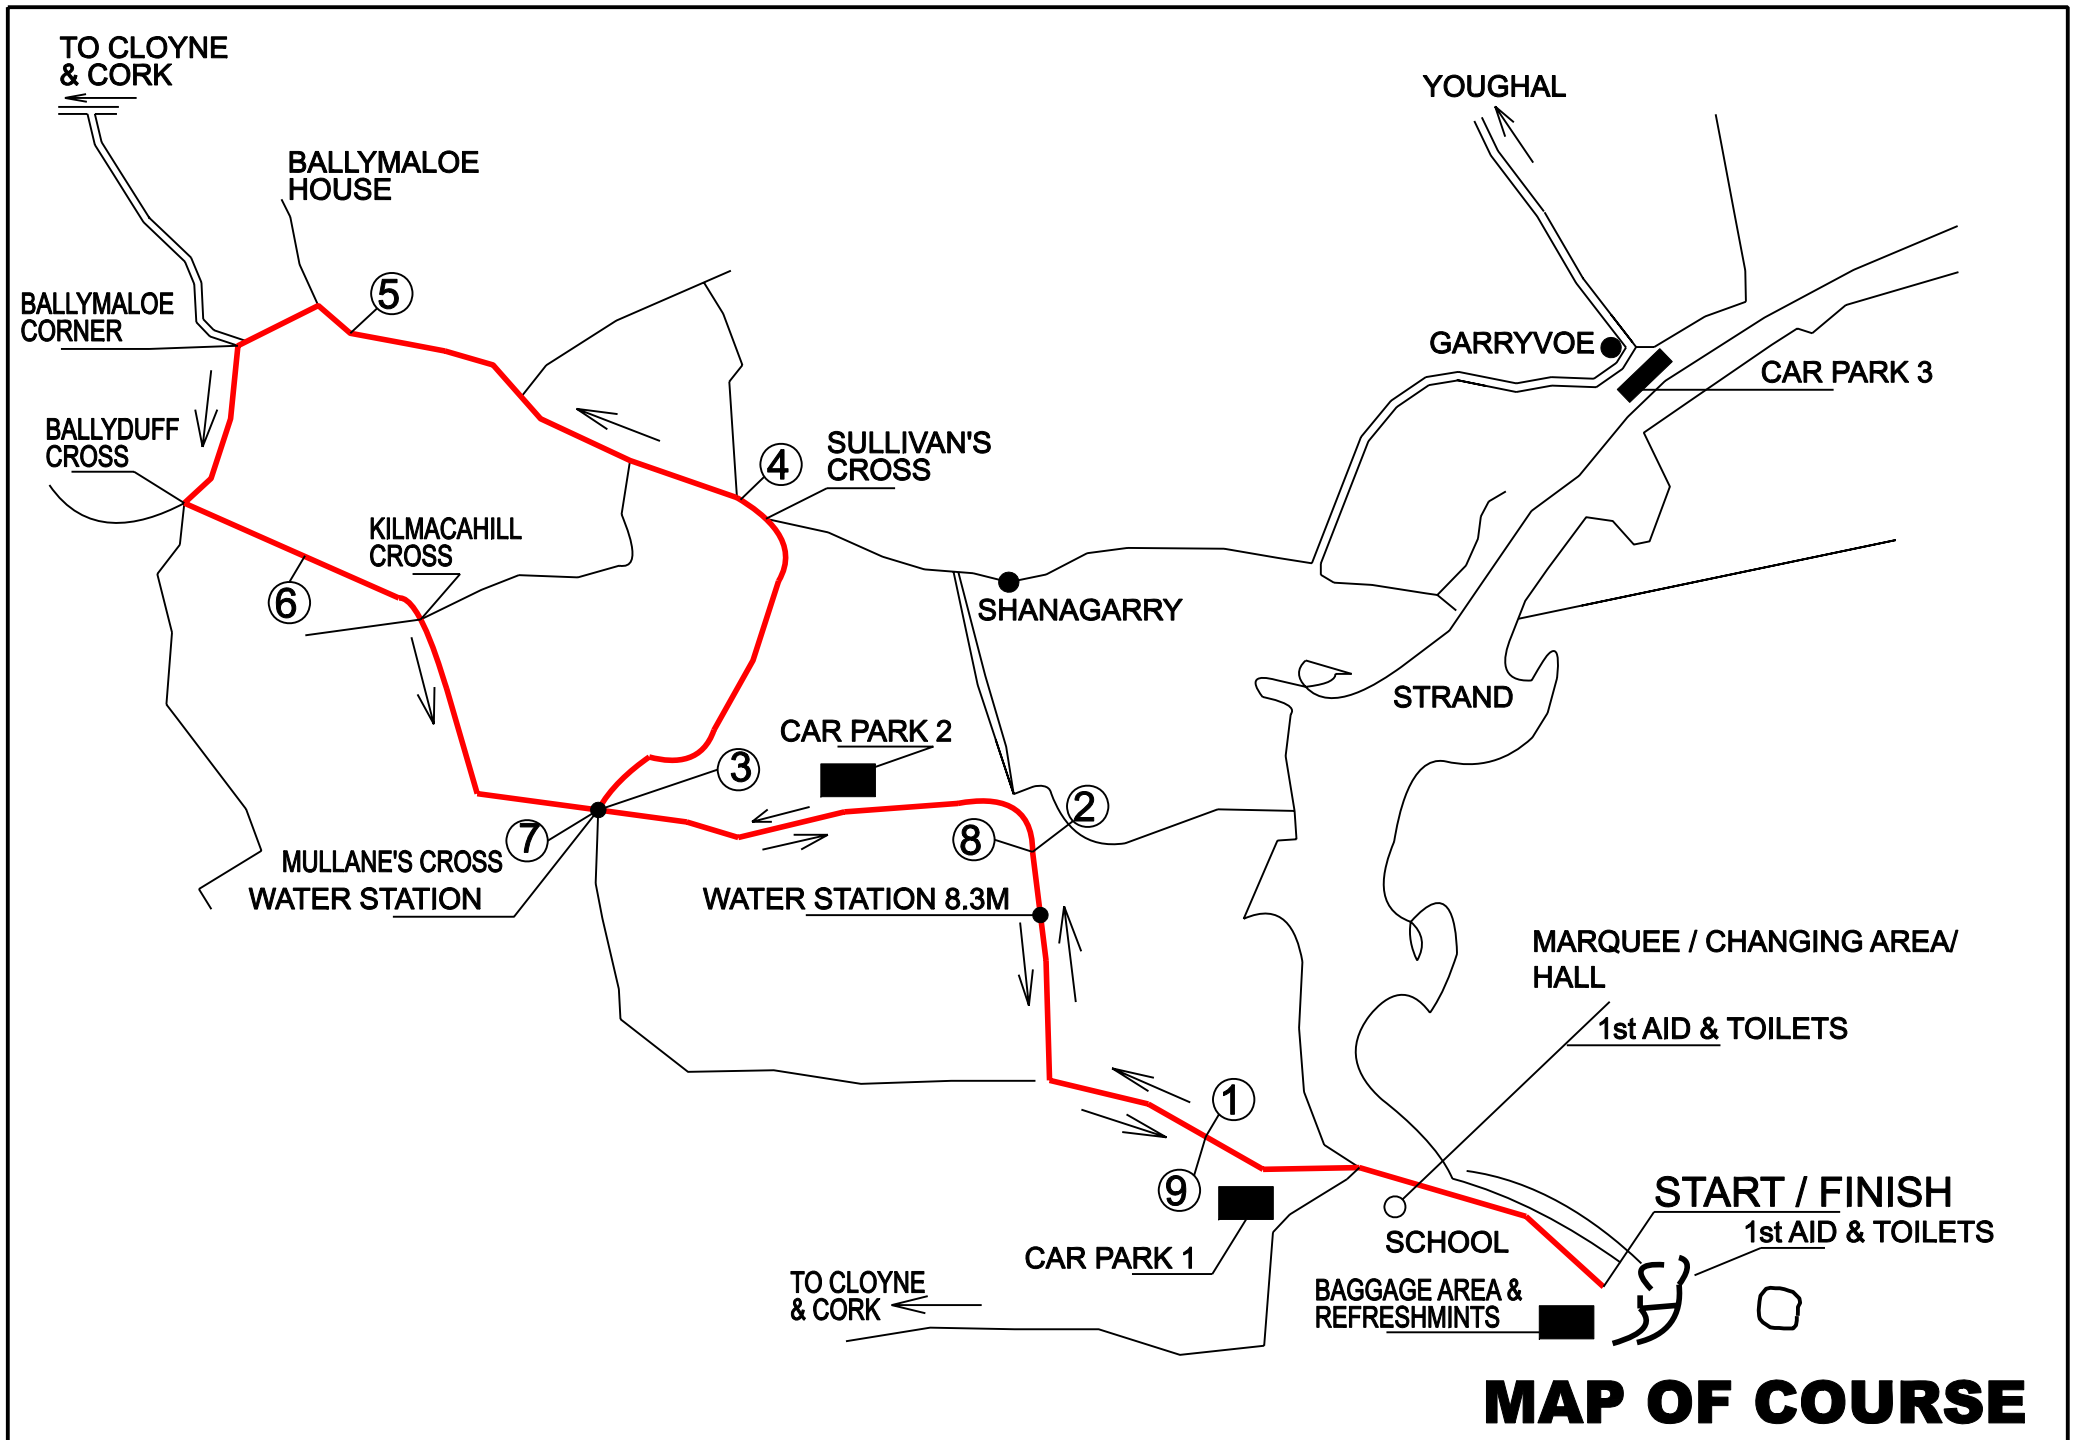 TO CLOYNE
& CORK
YOUGHAL
BALLYMALOE
HOUSE
5
BALLYMALOE
CORNER
GARRYVOE
CAR PARK 3
BALLYDUFF
CROSS
4
SULLIVAN'S
CROSS
KILMACAHILL
CROSS
6
SHANAGARRY
STRAND
CAR PARK 2
3
2
7
8
MULLANE'S CROSS
WATER STATION
WATER STATION 8.3M
MARQUEE / CHANGING AREA/
HALL
1st AID & TOILETS
1
9
START / FINISH
1st AID & TOILETS
SCHOOL
CAR PARK 1
TO CLOYNE
& CORK
BAGGAGE AREA &
REFRESHMINTS
MAP OF COURSE